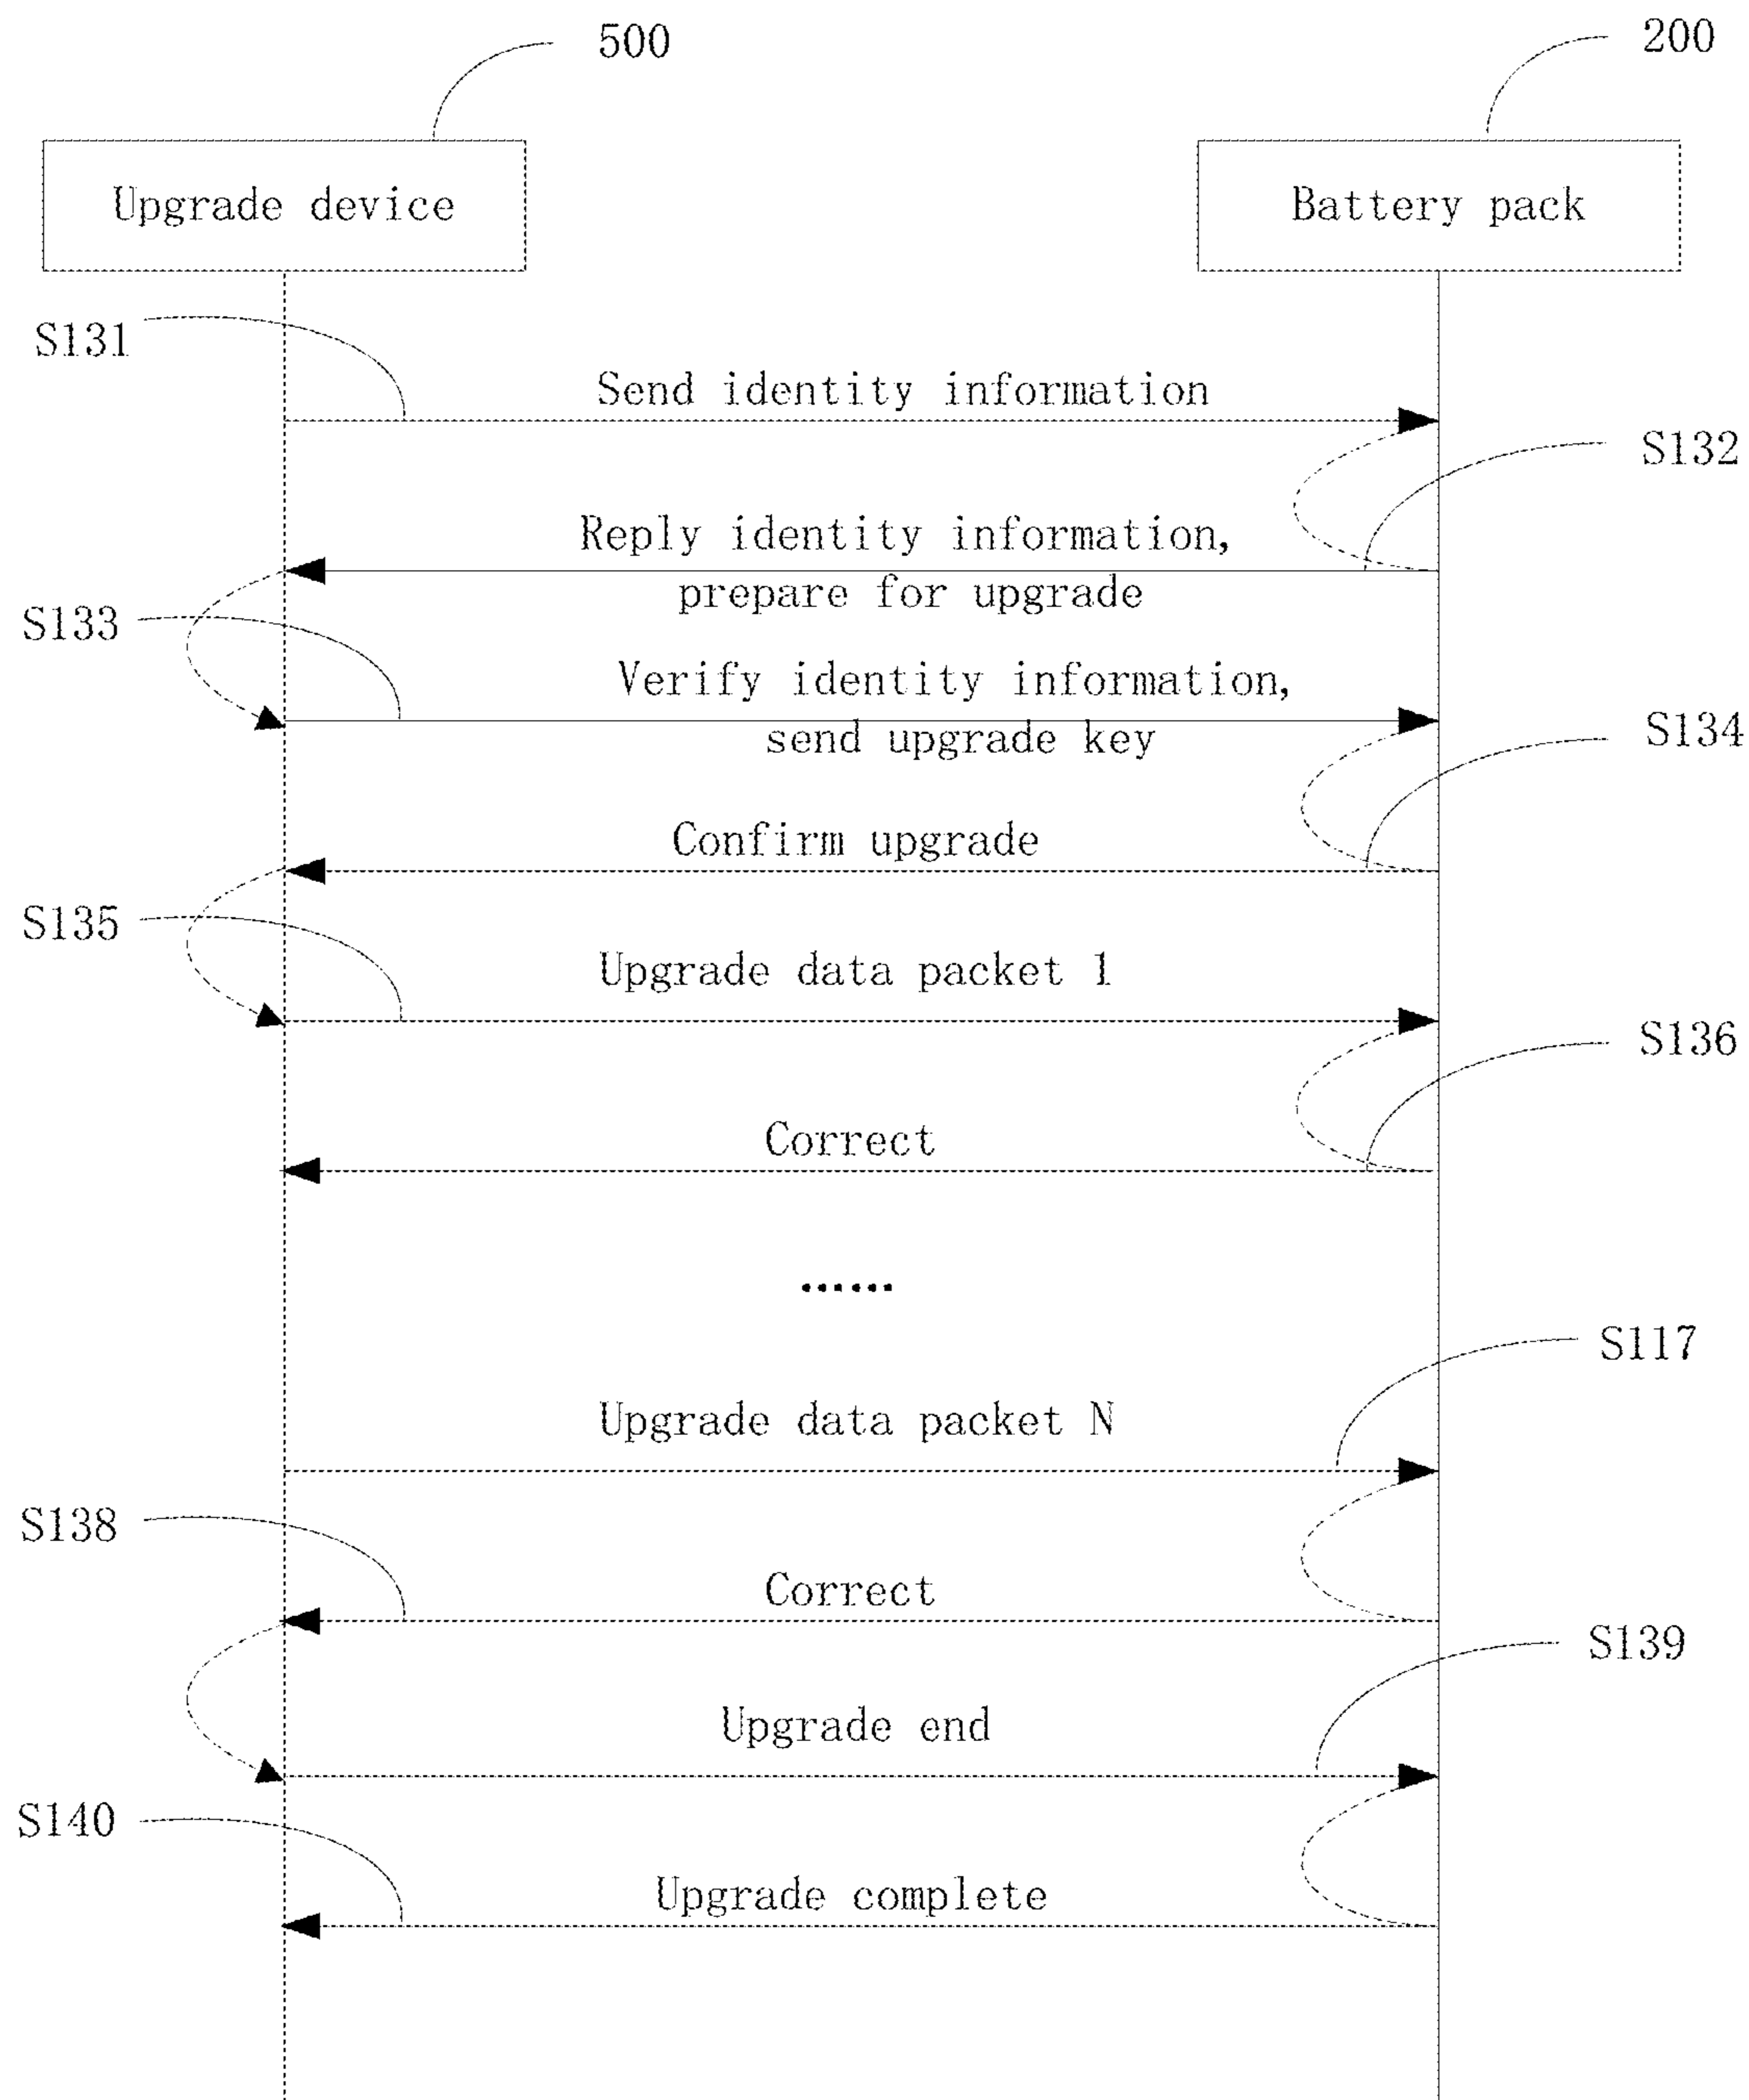 500
200
Upgrade device
Battery pack
S131
Send identity information
S132
Reply identity information,
prepare for upgrade
S133
Verify identity information,
send upgrade key
S134
Confirm upgrade
S135
Upgrade data packet 1
S136
Correct
......
S117
Upgrade data packet N
S138
Correct
S139
Upgrade end
S140
Upgrade complete